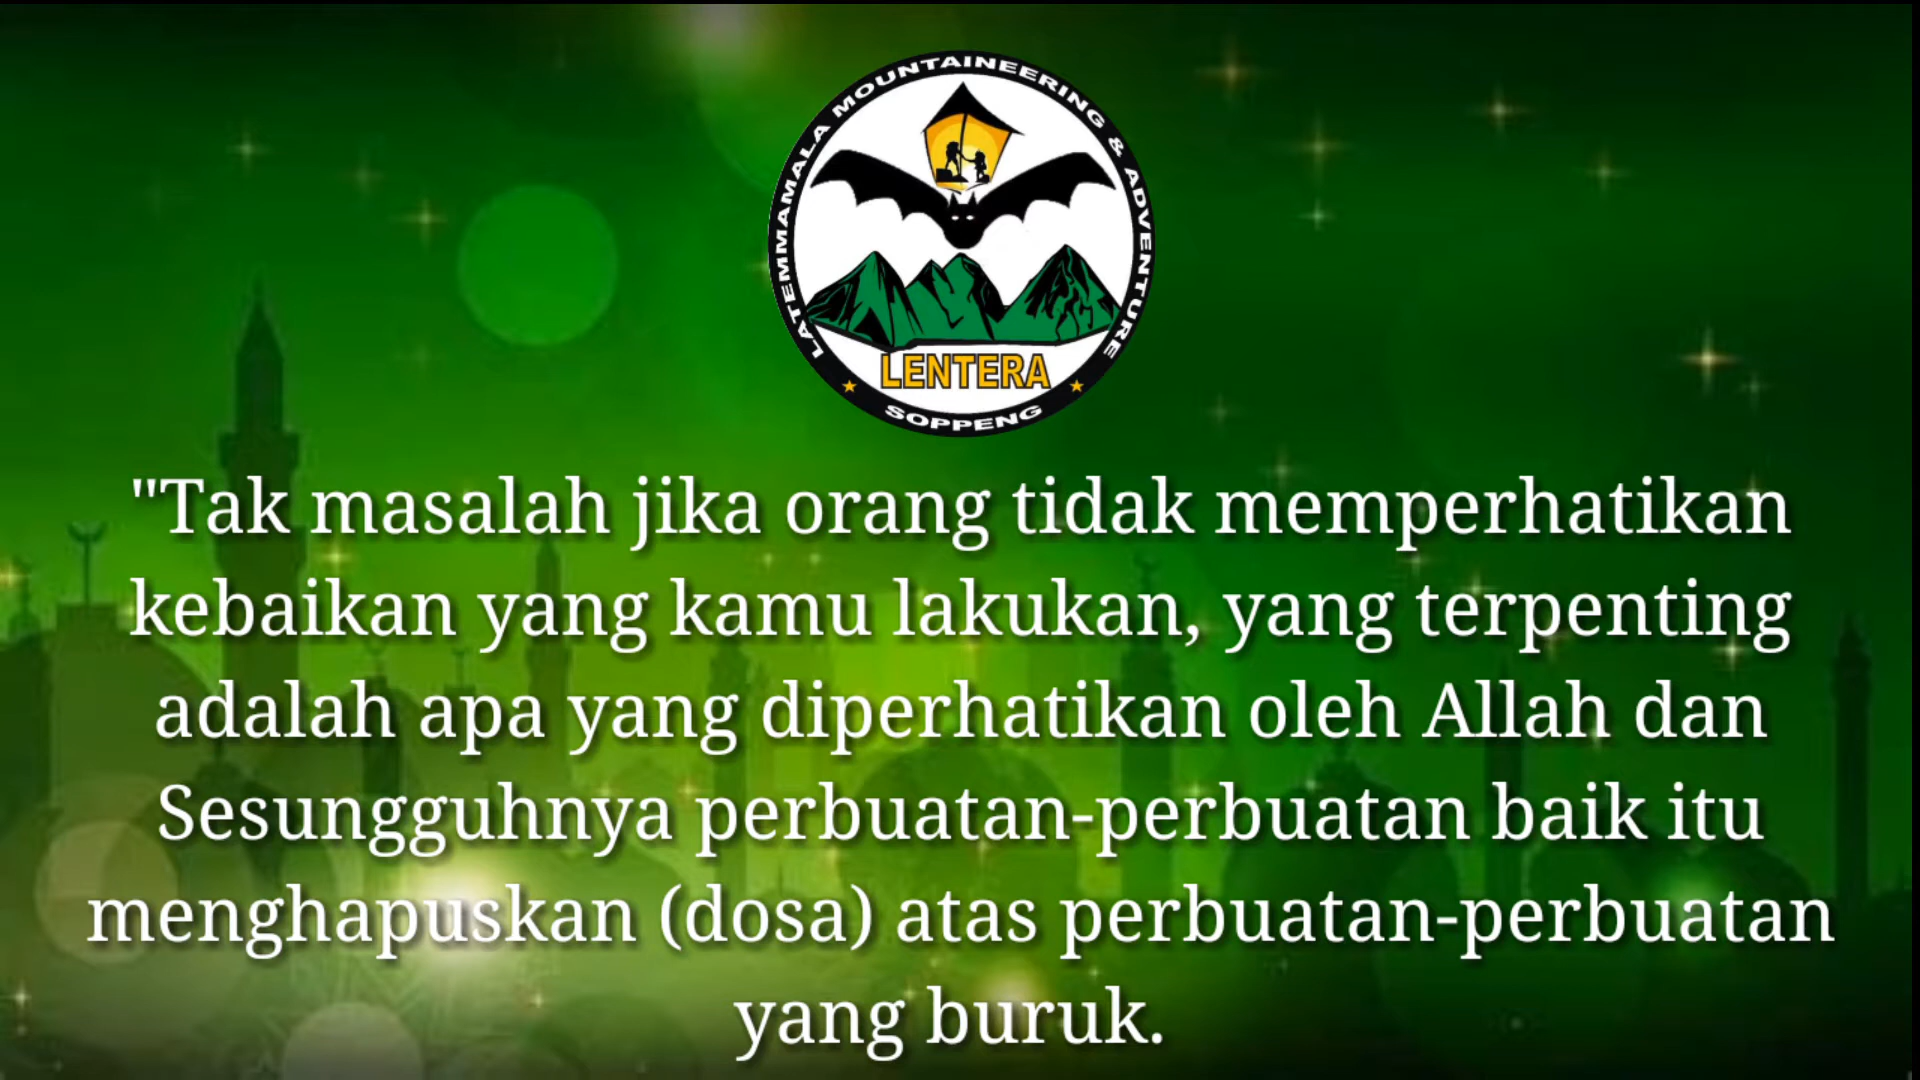 LATEMMAMALA MOUNTAINEERING & ADVENTURE
LENTERA
SOPPENG
"Tak masalah jika orang tidak memperhatikan
kebaikan yang kamu lakukan, yang terpenting
adalah apa yang diperhatikan oleh Allah dan
Sesungguhnya perbuatan-perbuatan baik itu
menghapuskan (dosa) atas perbuatan-perbuatan
yang buruk.